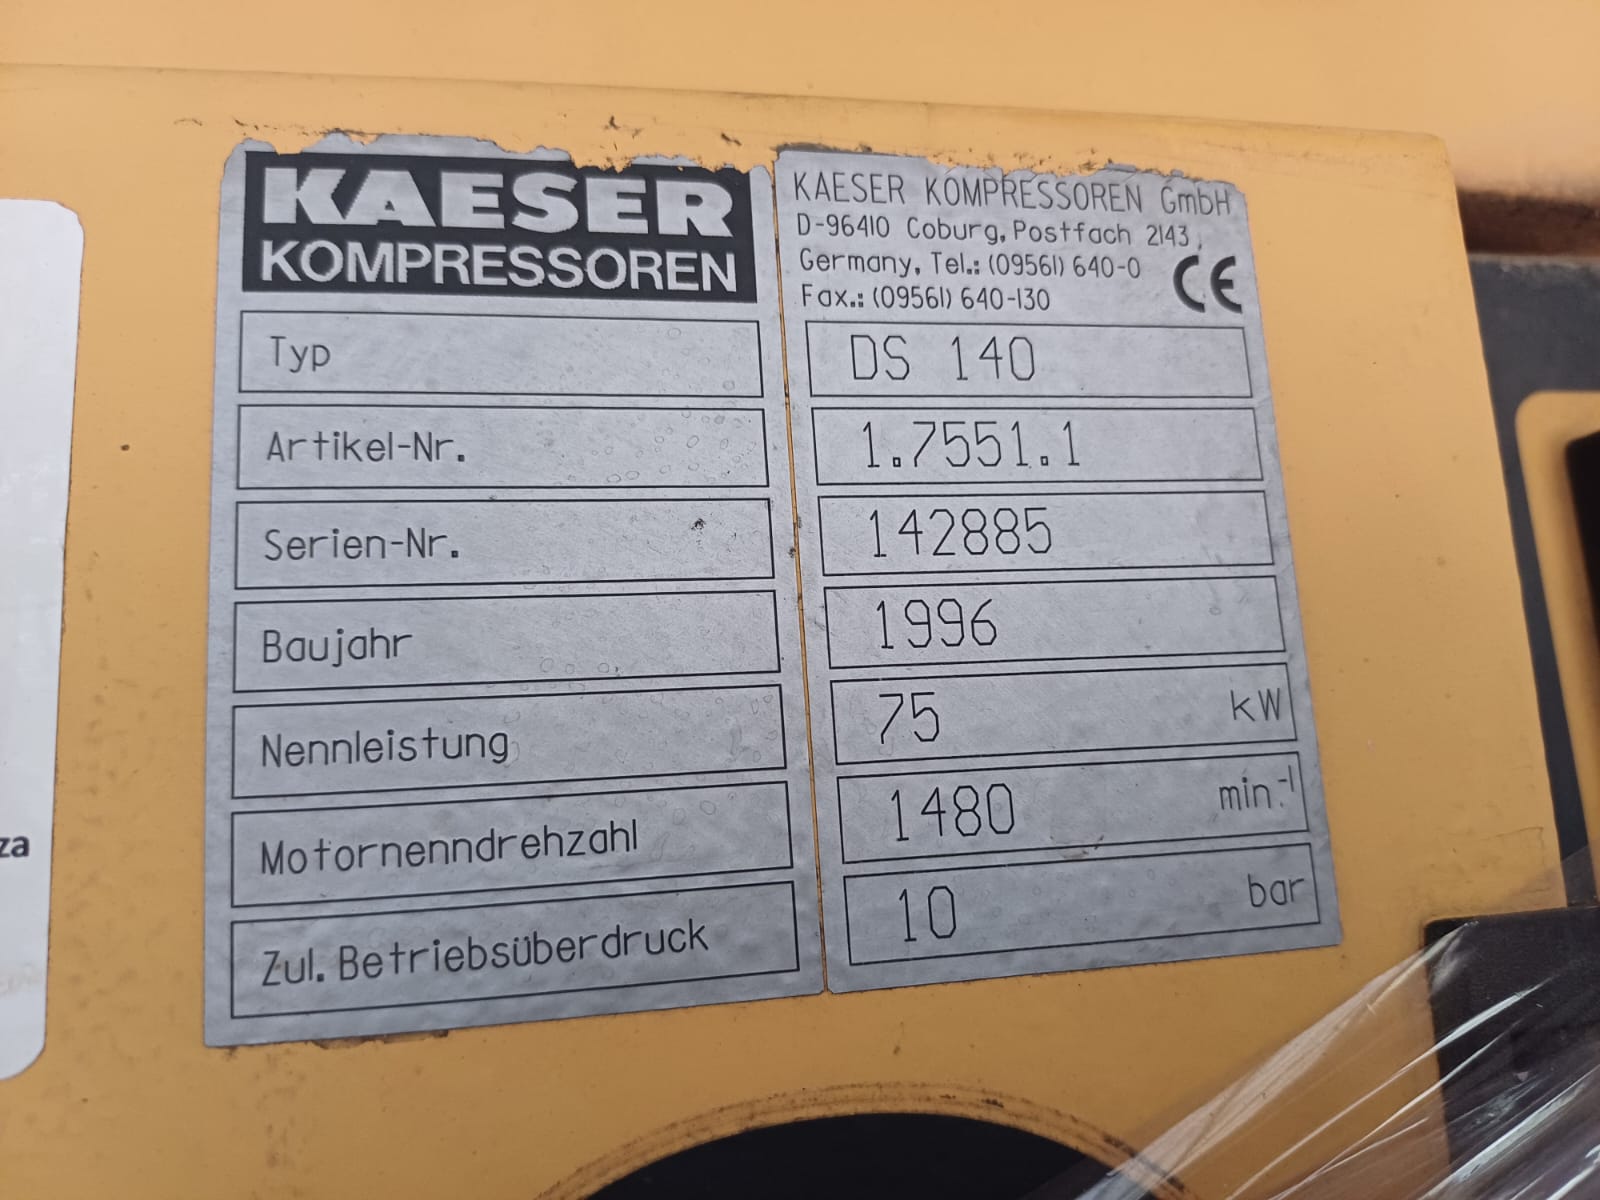 KAESER
KOMPRESSOREN
KAESER KOMPRESSOREN GmbH
D-96410 Coburg, Postfach 2143,
Germany, Tel.: (09561) 640-0
Fax.: (09561) 640-130
CE
Typ DS 140
Artikel-Nr. 1.7551.1
Serien-Nr. 142885
Baujahr 1996
Nennleistung 75 kW
Motornenndrehzahl 1480 min.⁻¹
Zul. Betriebsüberdruck 10 bar
za